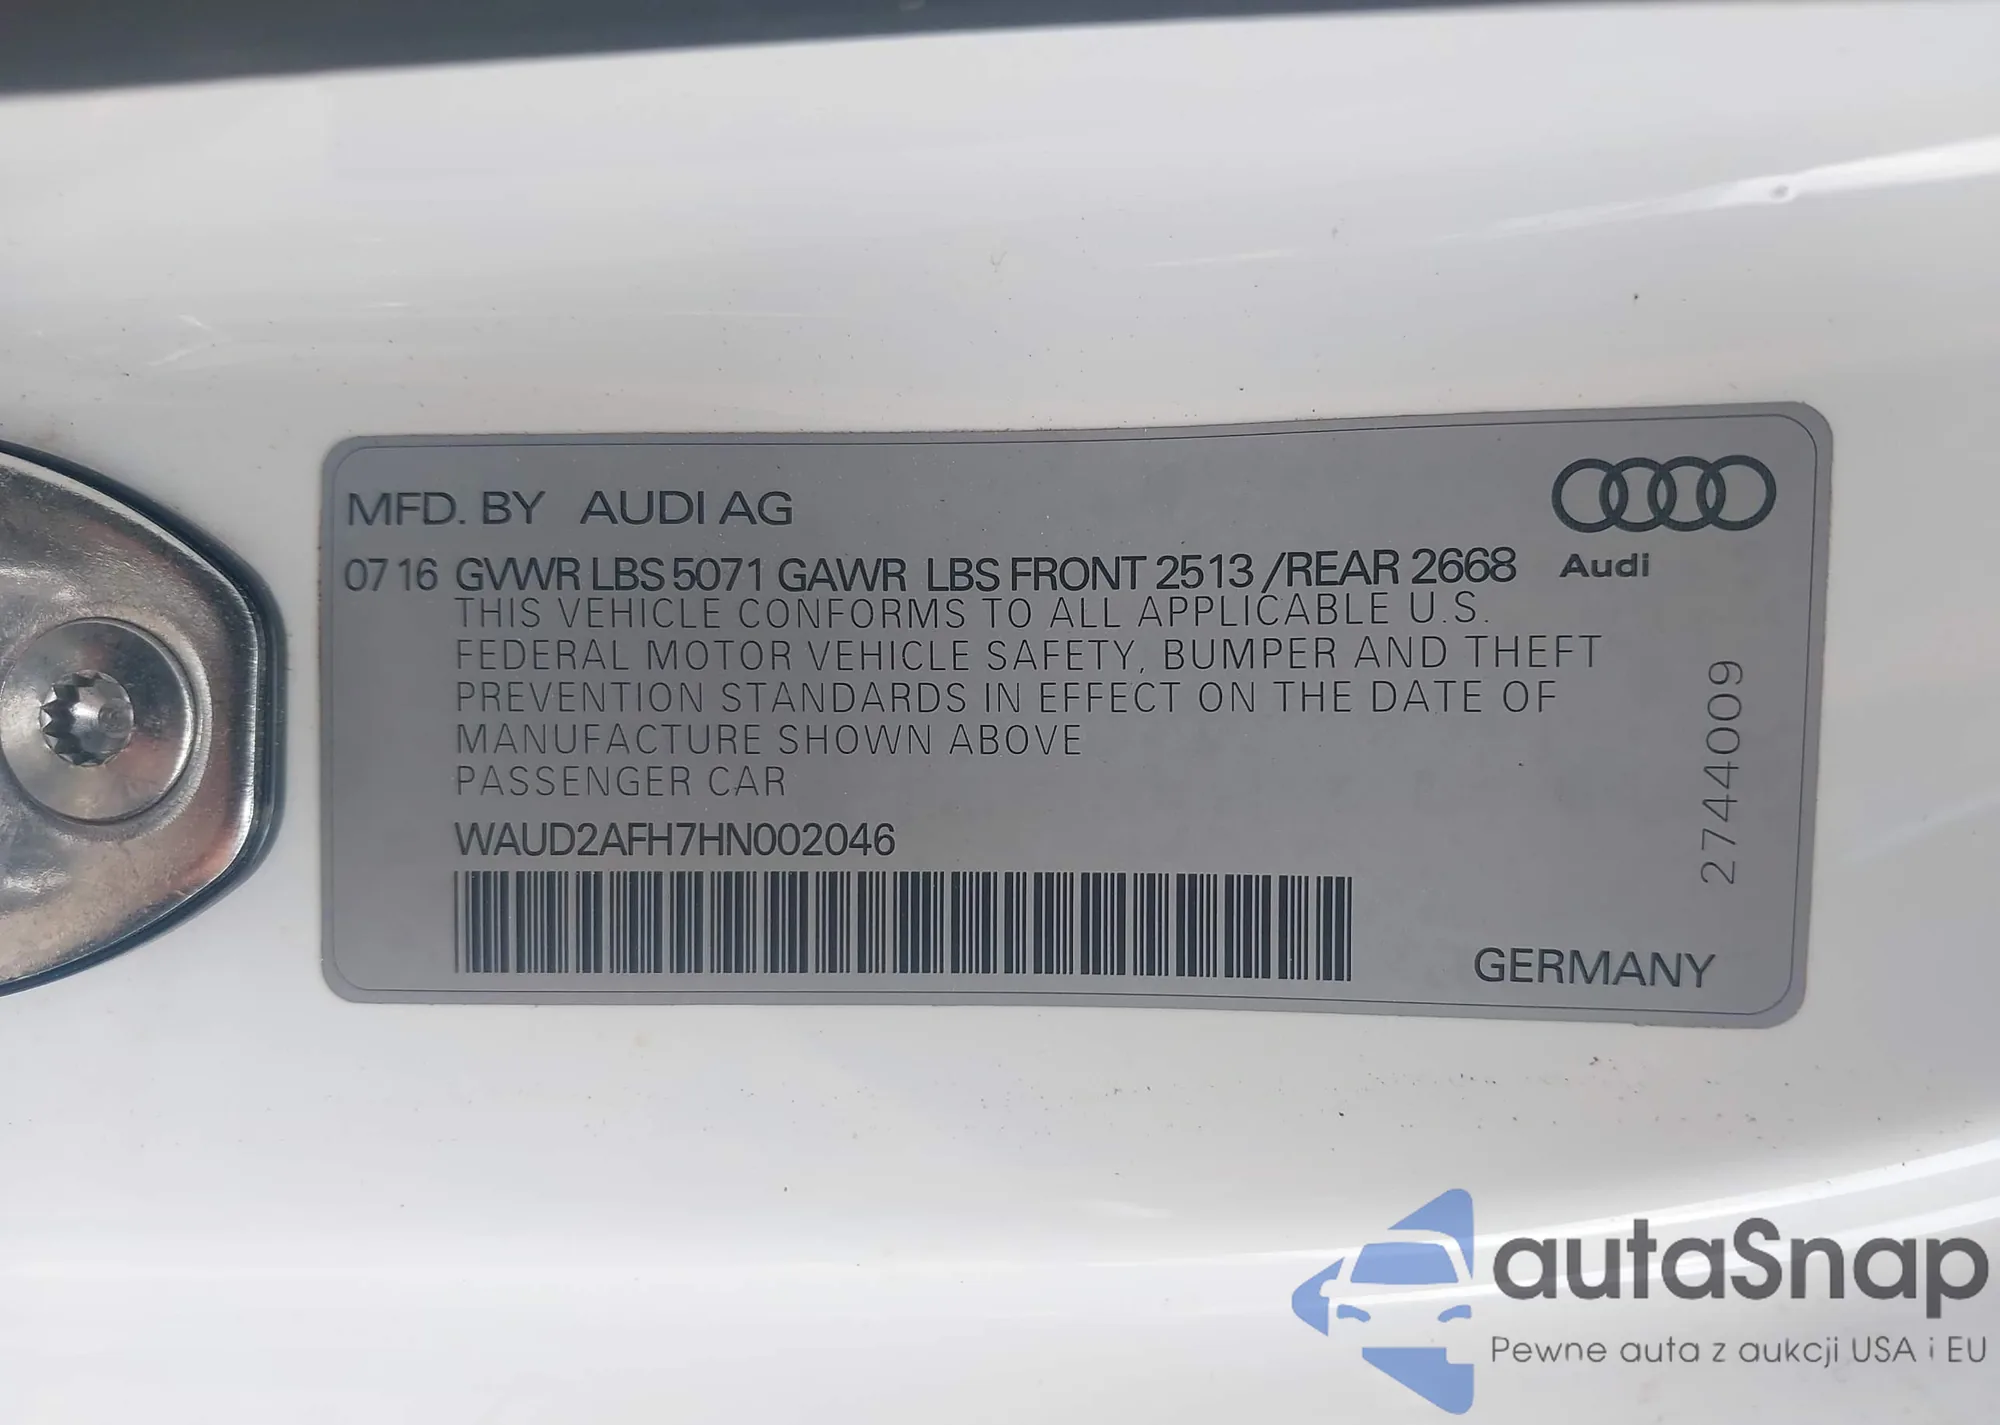 MFD. BY AUDI AG
07 16 GVWR LBS 5071 GAWR LBS FRONT 2513 /REAR 2668
Audi
THIS VEHICLE CONFORMS TO ALL APPLICABLE U.S.
FEDERAL MOTOR VEHICLE SAFETY, BUMPER AND THEFT
PREVENTION STANDARDS IN EFFECT ON THE DATE OF
MANUFACTURE SHOWN ABOVE
PASSENGER CAR
WAUD2AFH7HN002046
2744009
GERMANY
autaSnap
Pewne auta z aukcji USA i EU